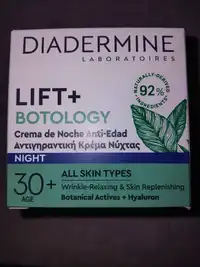 DIADERMINE
LABORATOIRES
NATURALLY-DERIVED
92%
INGREDIENTS
LIFT+
BOTOLOGY
Crema de Noche Anti-Edad
Αντιγηραντική Κρέμα Νύχτας
NIGHT
30+
AGE
ALL SKIN TYPES
Wrinkle-Relaxing & Skin Replenishing
Botanical Actives + Hyaluron